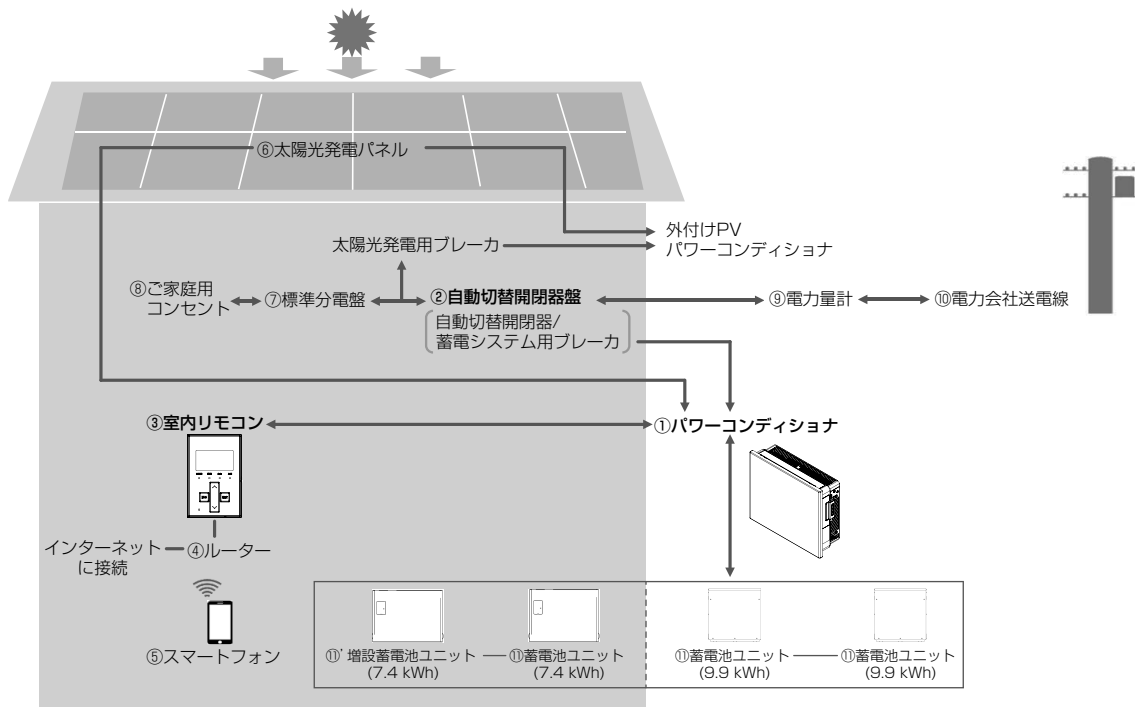 ⑥太陽光発電パネル
外付けPV
パワーコンディショナ
太陽光発電用ブレーカ
⑧ご家庭用
コンセント
⑦標準分電盤
②自動切替開閉器盤
自動切替開閉器/
蓄電システム用ブレーカ
⑨電力量計
⑩電力会社送電線
③室内リモコン
①パワーコンディショナ
インターネット
に接続
④ルーター
⑤スマートフォン
⑪'増設蓄電池ユニット
(7.4 kWh)
⑪蓄電池ユニット
(7.4 kWh)
⑪蓄電池ユニット
(9.9 kWh)
⑪蓄電池ユニット
(9.9 kWh)